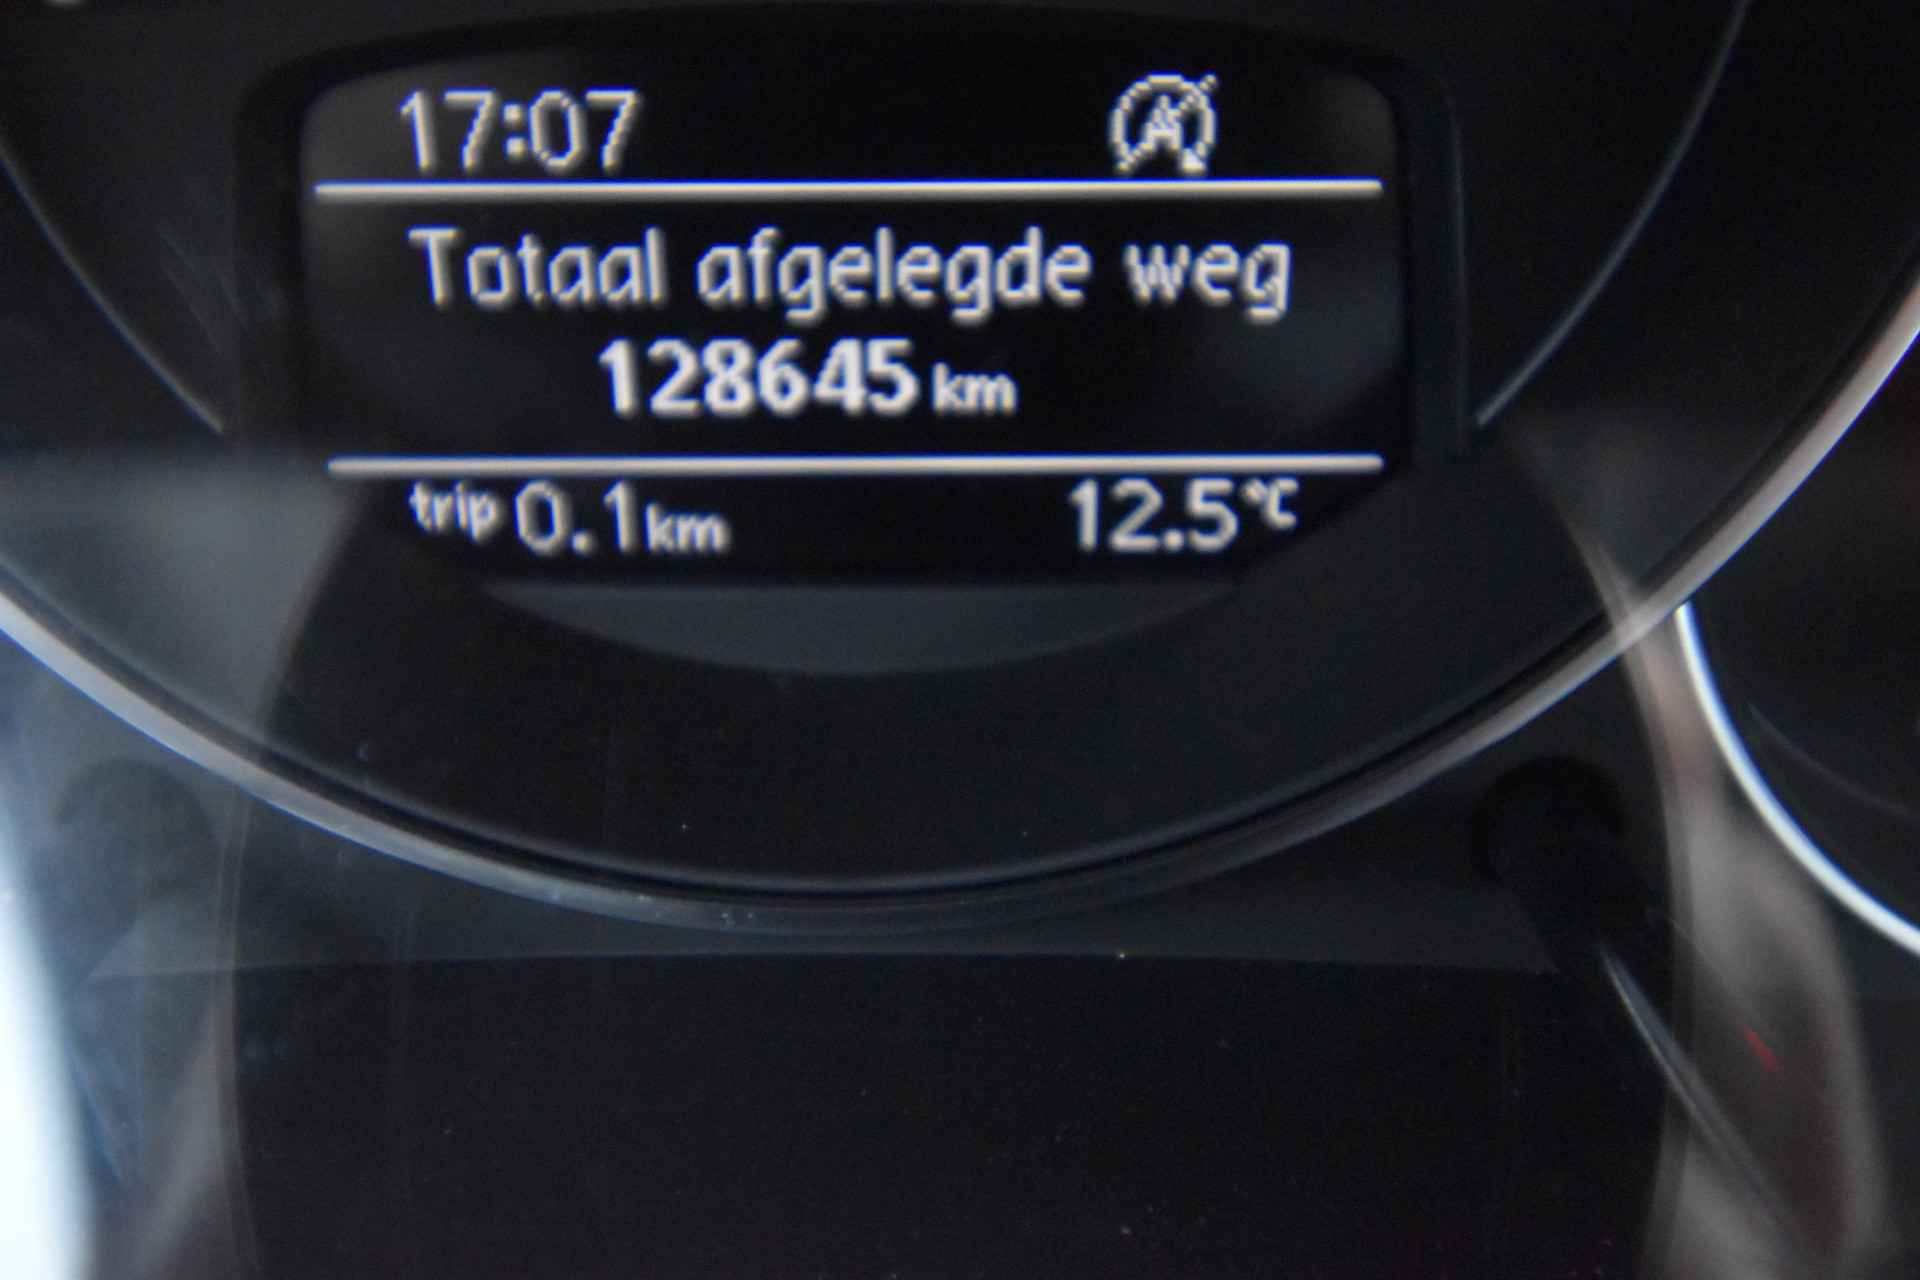 17:07
Totaal afgelegde weg
128645 km
trip 0.1 km 12.5 °C